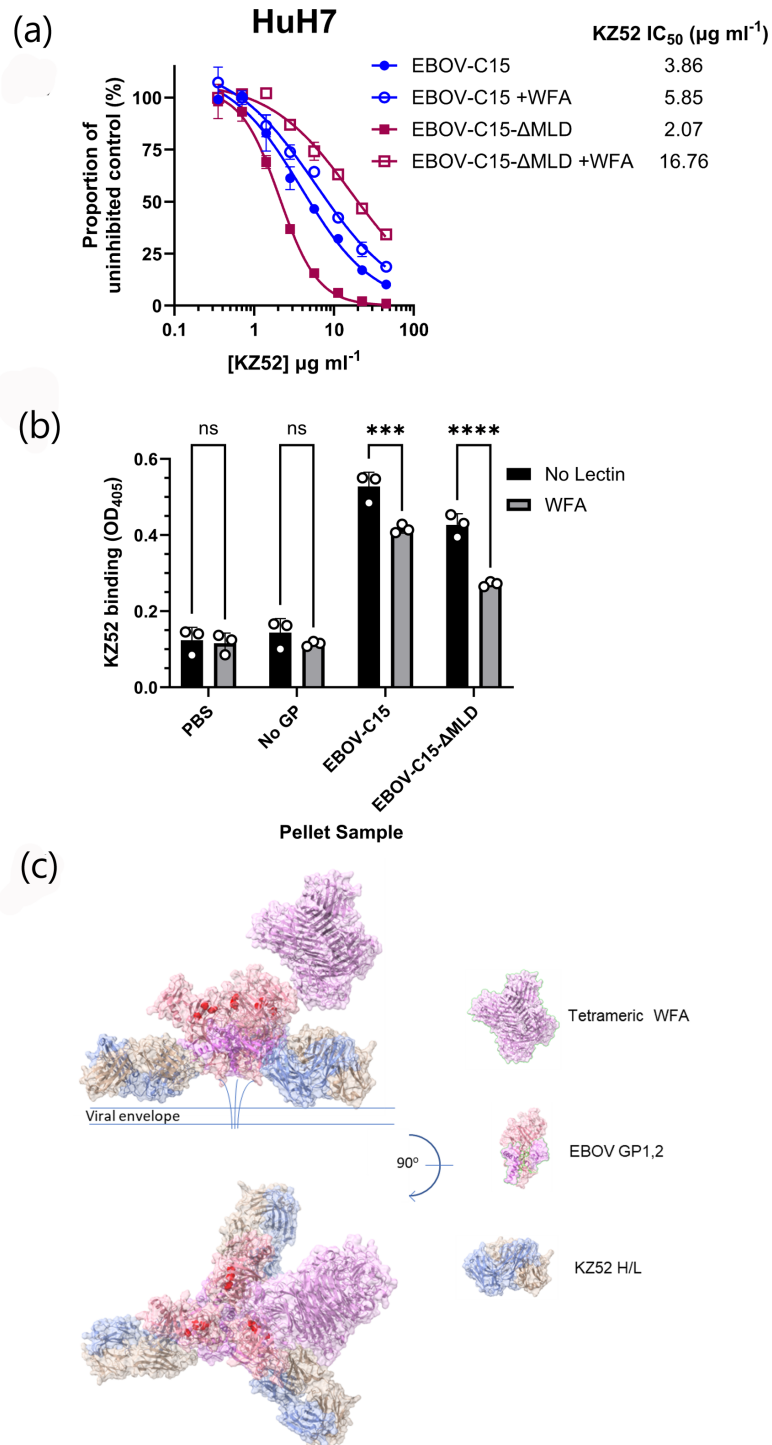 (a)
HuH7
KZ52 IC50 (µg ml-1)
EBOV-C15 3.86
EBOV-C15 +WFA 5.85
EBOV-C15-ΔMLD 2.07
EBOV-C15-ΔMLD +WFA 16.76
Proportion of
uninhibited control (%)
100
75
50
25
0
0.1 1 10 100
[KZ52] µg ml-1
(b)
ns ns *** ****
No Lectin
WFA
KZ52 binding (OD405)
0.6
0.4
0.2
0.0
PBS
No GP
EBOV-C15
EBOV-C15-ΔMLD
Pellet Sample
(c)
Tetrameric WFA
Viral envelope
EBOV GP1,2
90o
KZ52 H/L